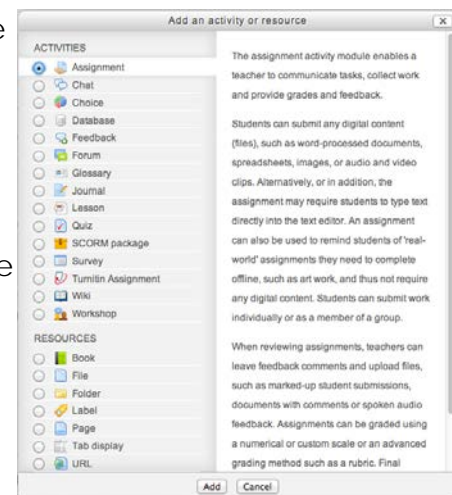 e
e
Add an activity or resource
x
ACTIVITIES
Assignment
Chat
Choice
Database
Feedback
Forum
Glossary
Journal
Lesson
Quiz
SCORM package
Survey
Turnitin Assignment
Wiki
Workshop
RESOURCES
Book
File
Folder
Label
Page
Tab display
URL
The assignment activity module enables a
teacher to communicate tasks, collect work
and provide grades and feedback.
Students can submit any digital content
(files), such as word-processed documents,
spreadsheets, images, or audio and video
clips. Alternatively, or in addition, the
assignment may require students to type text
directly into the text editor. An assignment
can also be used to remind students of 'real-
world' assignments they need to complete
offline, such as art work, and thus not require
any digital content. Students can submit work
individually or as a member of a group.
When reviewing assignments, teachers can
leave feedback comments and upload files,
such as marked-up student submissions,
documents with comments or spoken audio
feedback. Assignments can be graded using
a numerical or custom scale or an advanced
grading method such as a rubric. Final
Add
Cancel